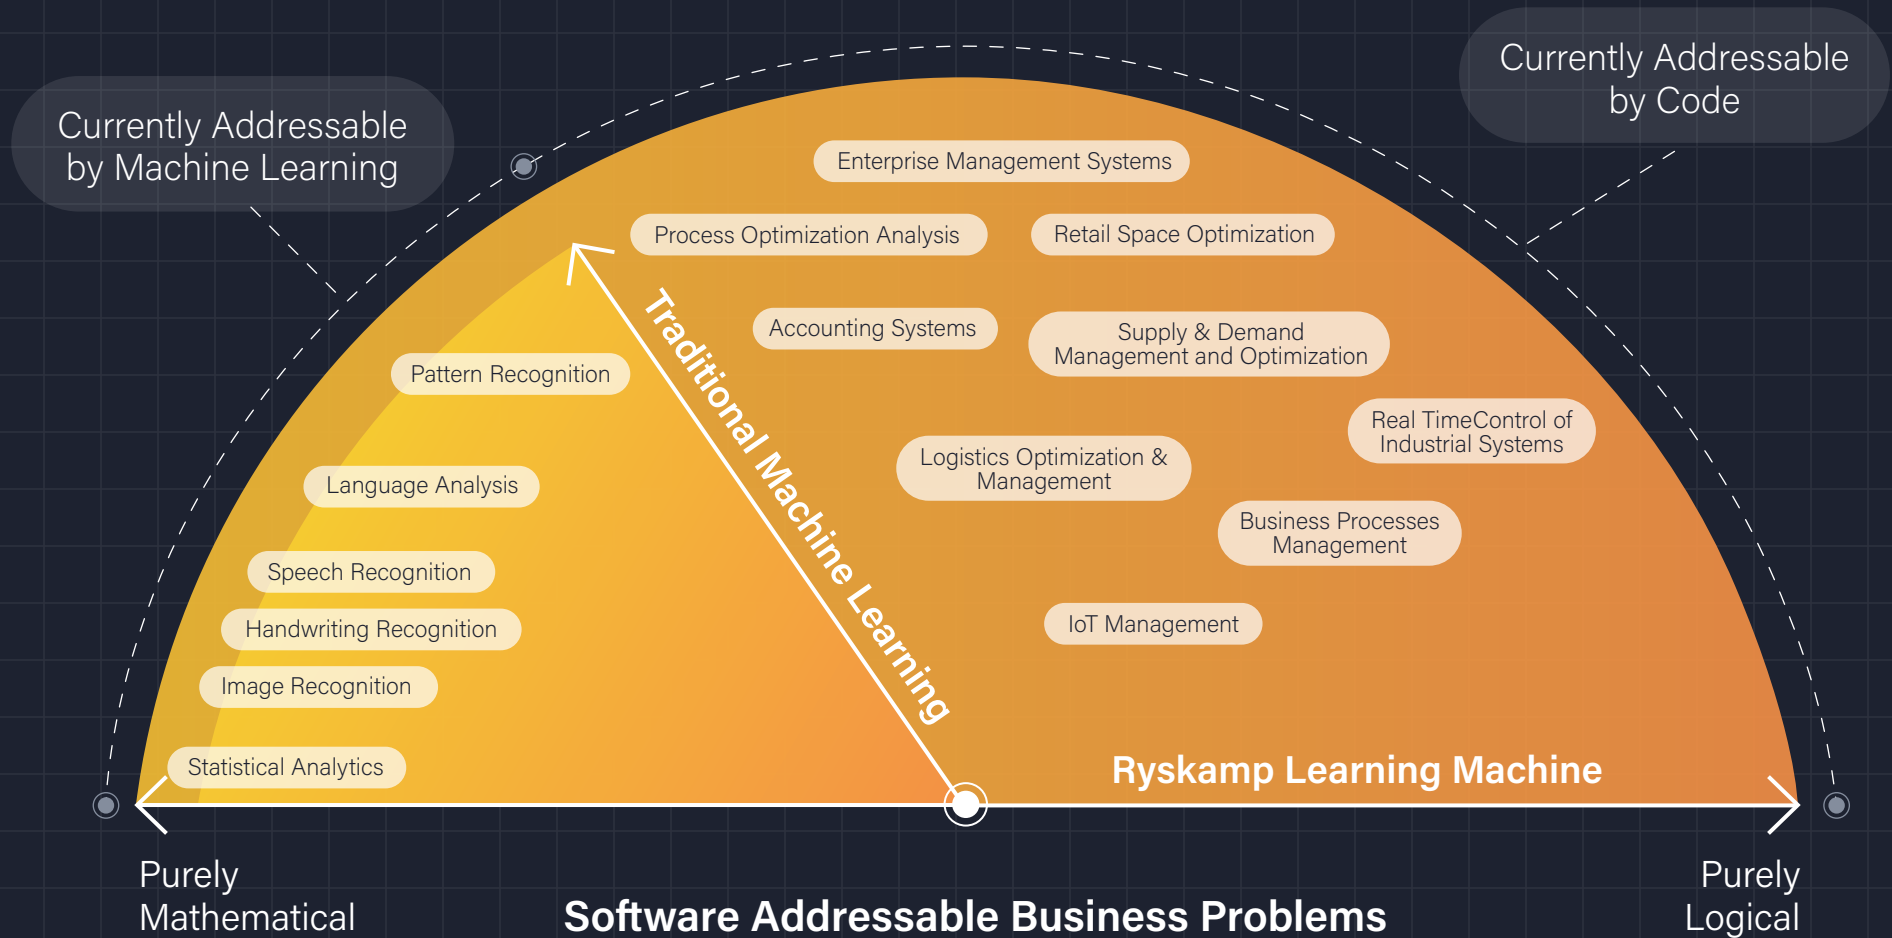 Currently Addressable
by Machine Learning
Currently Addressable
by Code
Enterprise Management Systems
Process Optimization Analysis
Retail Space Optimization
Accounting Systems
Supply & Demand
Management and Optimization
Pattern Recognition
Real TimeControl of
Industrial Systems
Logistics Optimization &
Management
Language Analysis
Business Processes
Management
Speech Recognition
Handwriting Recognition
IoT Management
Image Recognition
Statistical Analytics
Traditional Machine Learning
Ryskamp Learning Machine
Purely
Mathematical
Software Addressable Business Problems
Purely
Logical